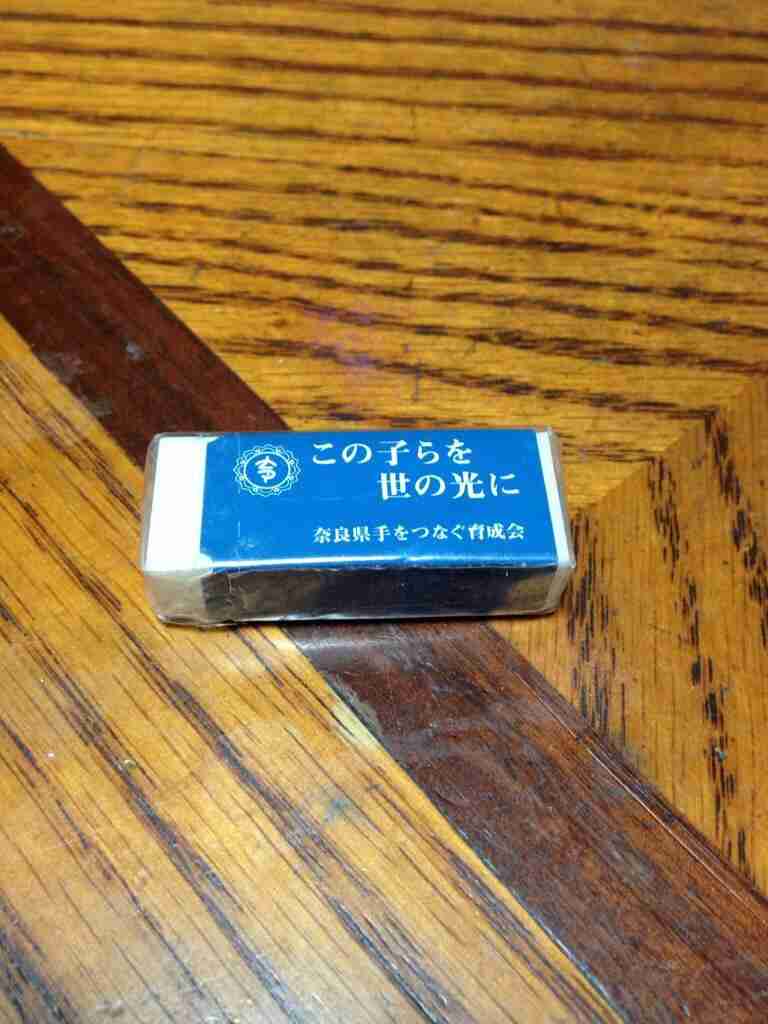 この子らを
世の光に
奈良県手をつなぐ育成会